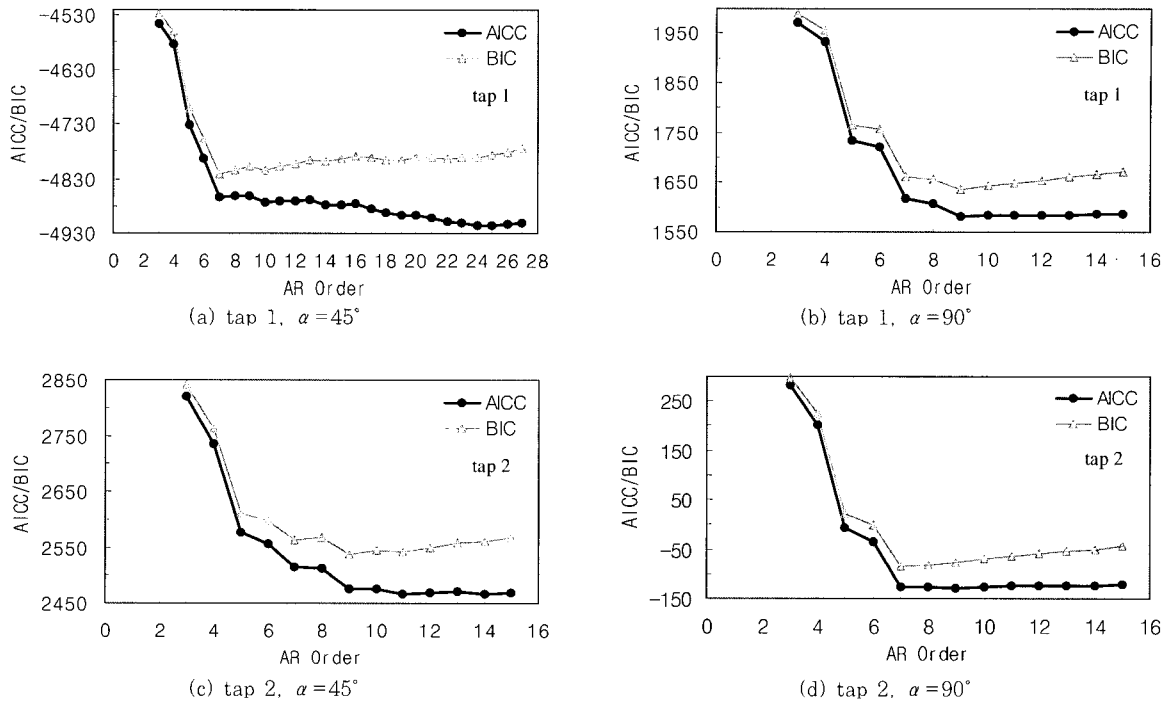 AICC/BIC
-4530
-4630
-4730
-4830
-4930
AICC
BIC
tap 1
0 2 4 6 8 10 12 14 16 18 20 22 24 26 28
AR Order
(a) tap 1, α=45°
AICC/BIC
1950
1850
1750
1650
1550
AICC
BIC
tap 1
0 2 4 6 8 10 12 14 16
AR Order
(b) tap 1, α=90°
AICC/BIC
2850
2750
2650
2550
2450
AICC
BIC
tap 2
0 2 4 6 8 10 12 14 16
AR Order
(c) tap 2, α=45°
AICC/BIC
250
150
50
-50
-150
AICC
BIC
tap 2
0 2 4 6 8 10 12 14 16
AR Order
(d) tap 2, α=90°